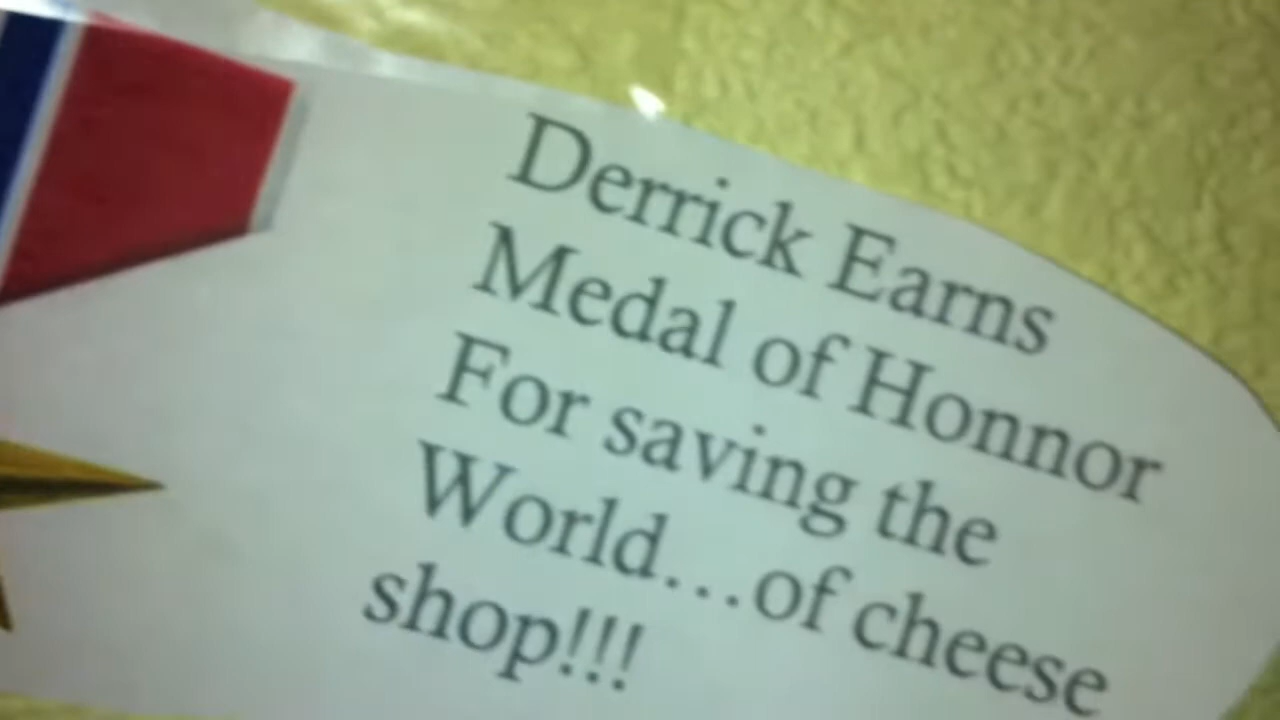 Derrick Earns
Medal of Honnor
For saving the
World...of cheese
shop!!!